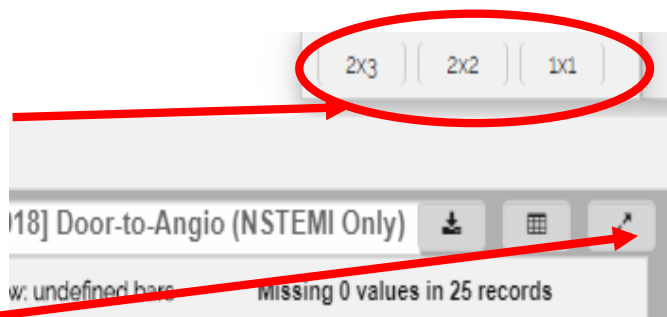 2x3 2x2 1x1
018] Door-to-Angio (NSTEMI Only)
w: undefined bars Missing 0 values in 25 records